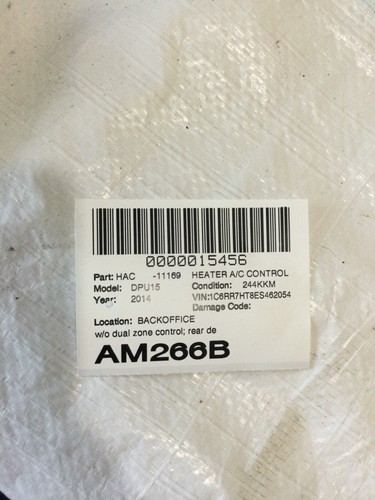 0000015456
Part: HAC -11169 HEATER A/C CONTROL
Model: DPU15 Condition: 244KKM
Year: 2014 VIN:1C6RR7HT8ES462054
Damage Code:
Location: BACKOFFICE
w/o dual zone control; rear de
AM266B